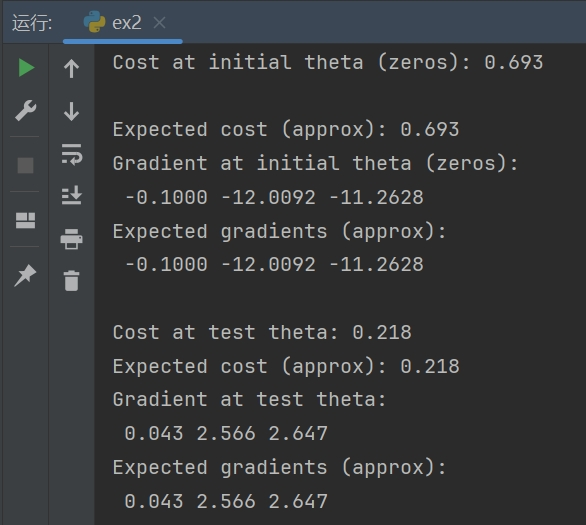 运行: ex2
Cost at initial theta (zeros): 0.693
Expected cost (approx): 0.693
Gradient at initial theta (zeros):
-0.1000 -12.0092 -11.2628
Expected gradients (approx):
-0.1000 -12.0092 -11.2628
Cost at test theta: 0.218
Expected cost (approx): 0.218
Gradient at test theta:
0.043 2.566 2.647
Expected gradients (approx):
0.043 2.566 2.647